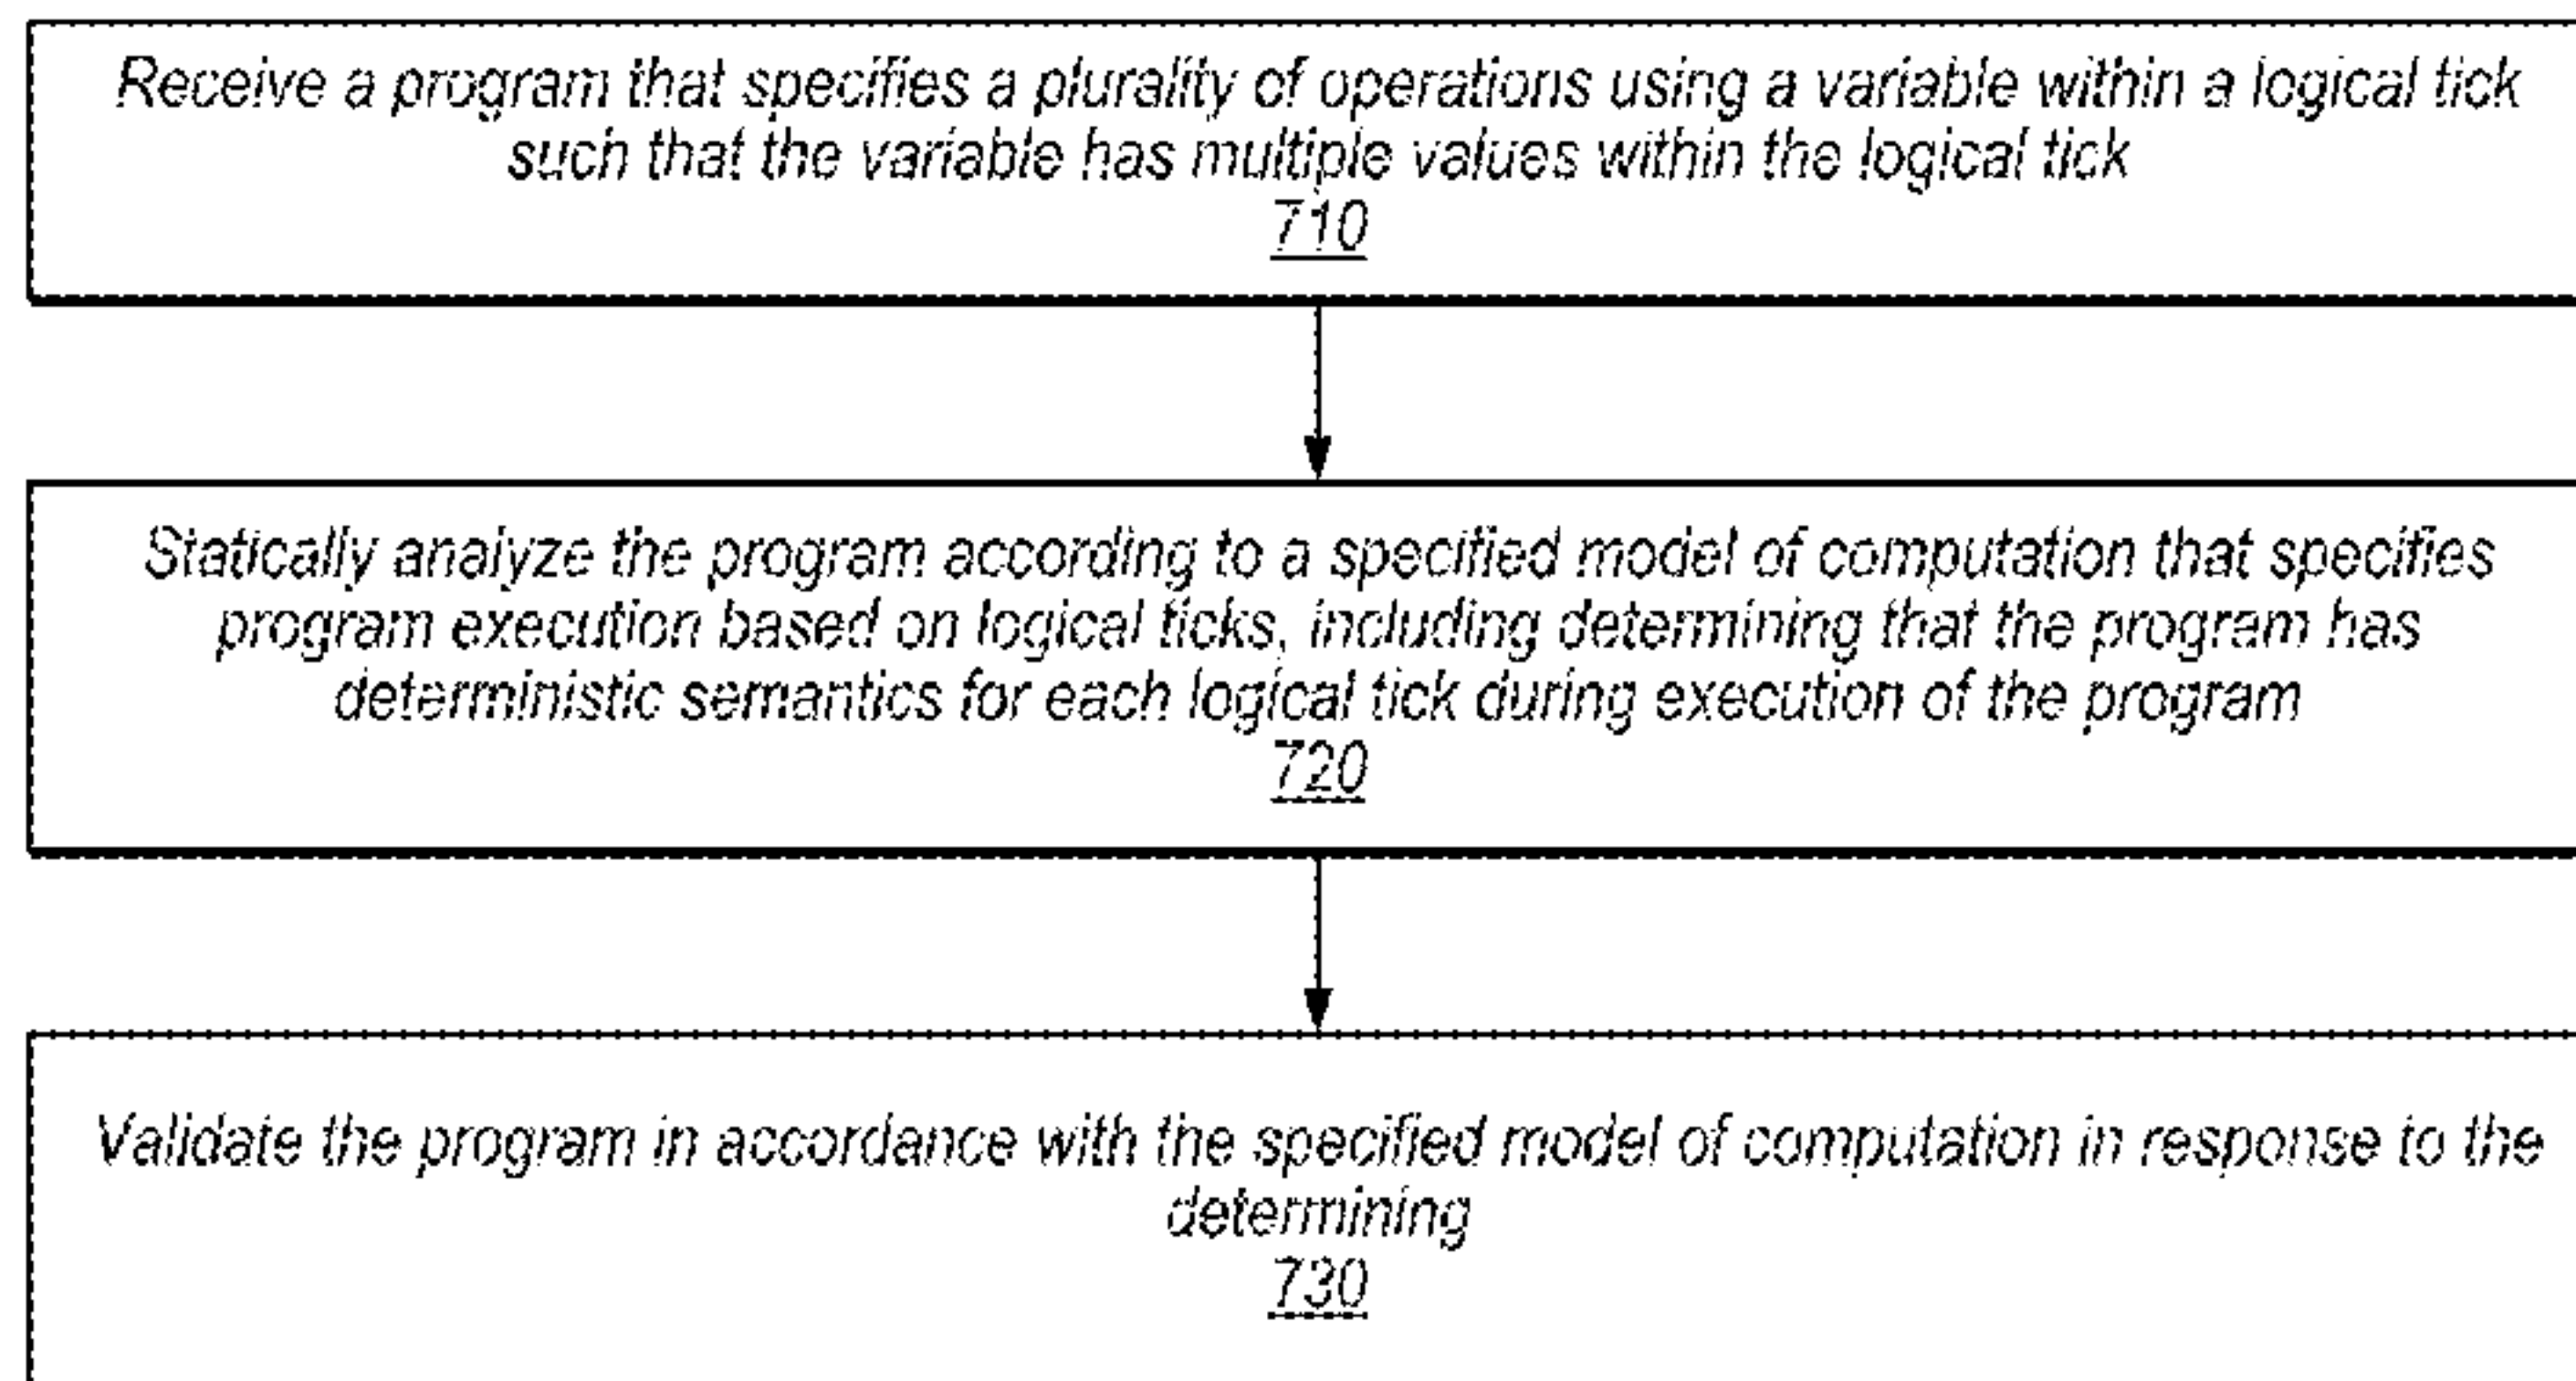 Receive a program that specifies a plurality of operations using a variable within a logical tick
such that the variable has multiple values within the logical tick
710
Statically analyze the program according to a specified model of computation that specifies
program execution based on logical ticks, including determining that the program has
deterministic semantics for each logical tick during execution of the program
720
Validate the program in accordance with the specified model of computation in response to the
determining
730